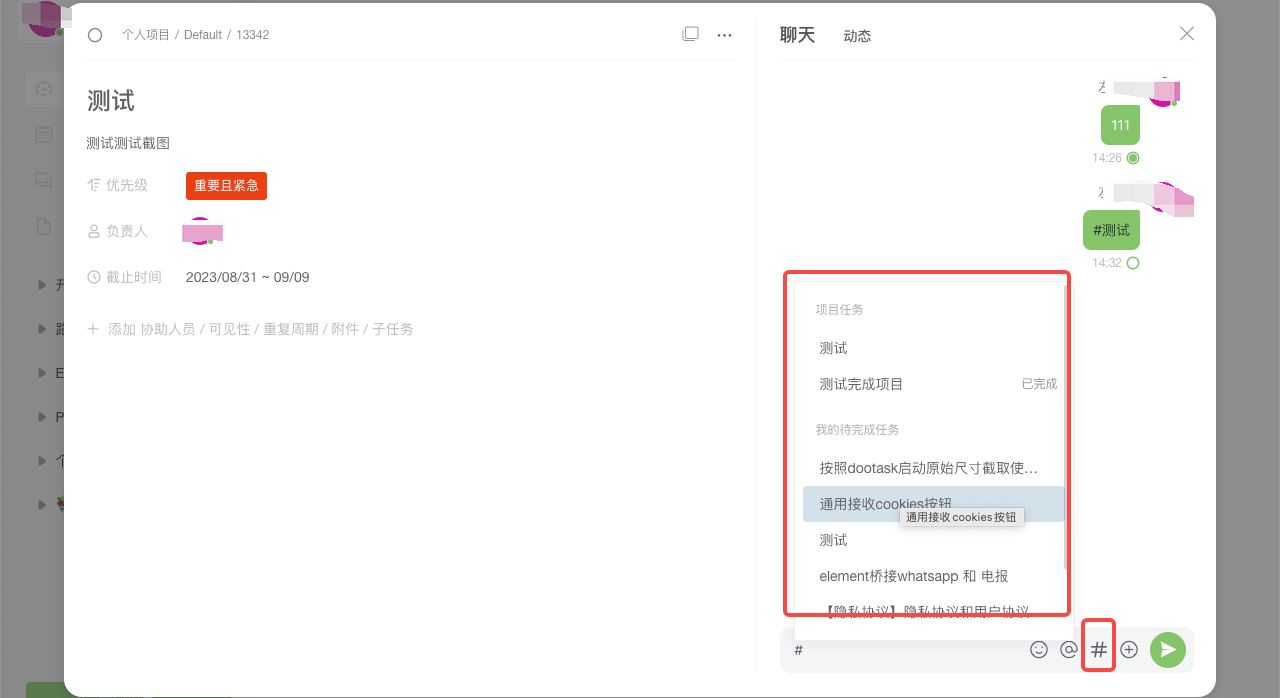 个人项目 / Default / 13342
测试
测试测试截图
优先级
重要且紧急
负责人
截止时间
2023/08/31 ~ 09/09
添加 协助人员 / 可见性 / 重复周期 / 附件 / 子任务
聊天
动态
111
14:26
#测试
14:32
项目任务
测试
测试完成项目
已完成
我的待完成任务
按照dootask启动原始尺寸截取使…
通用接收cookies按钮
通用接收cookies按钮
测试
element桥接whatsapp 和 电报
【隐私协议】隐私协议和用户协议
#